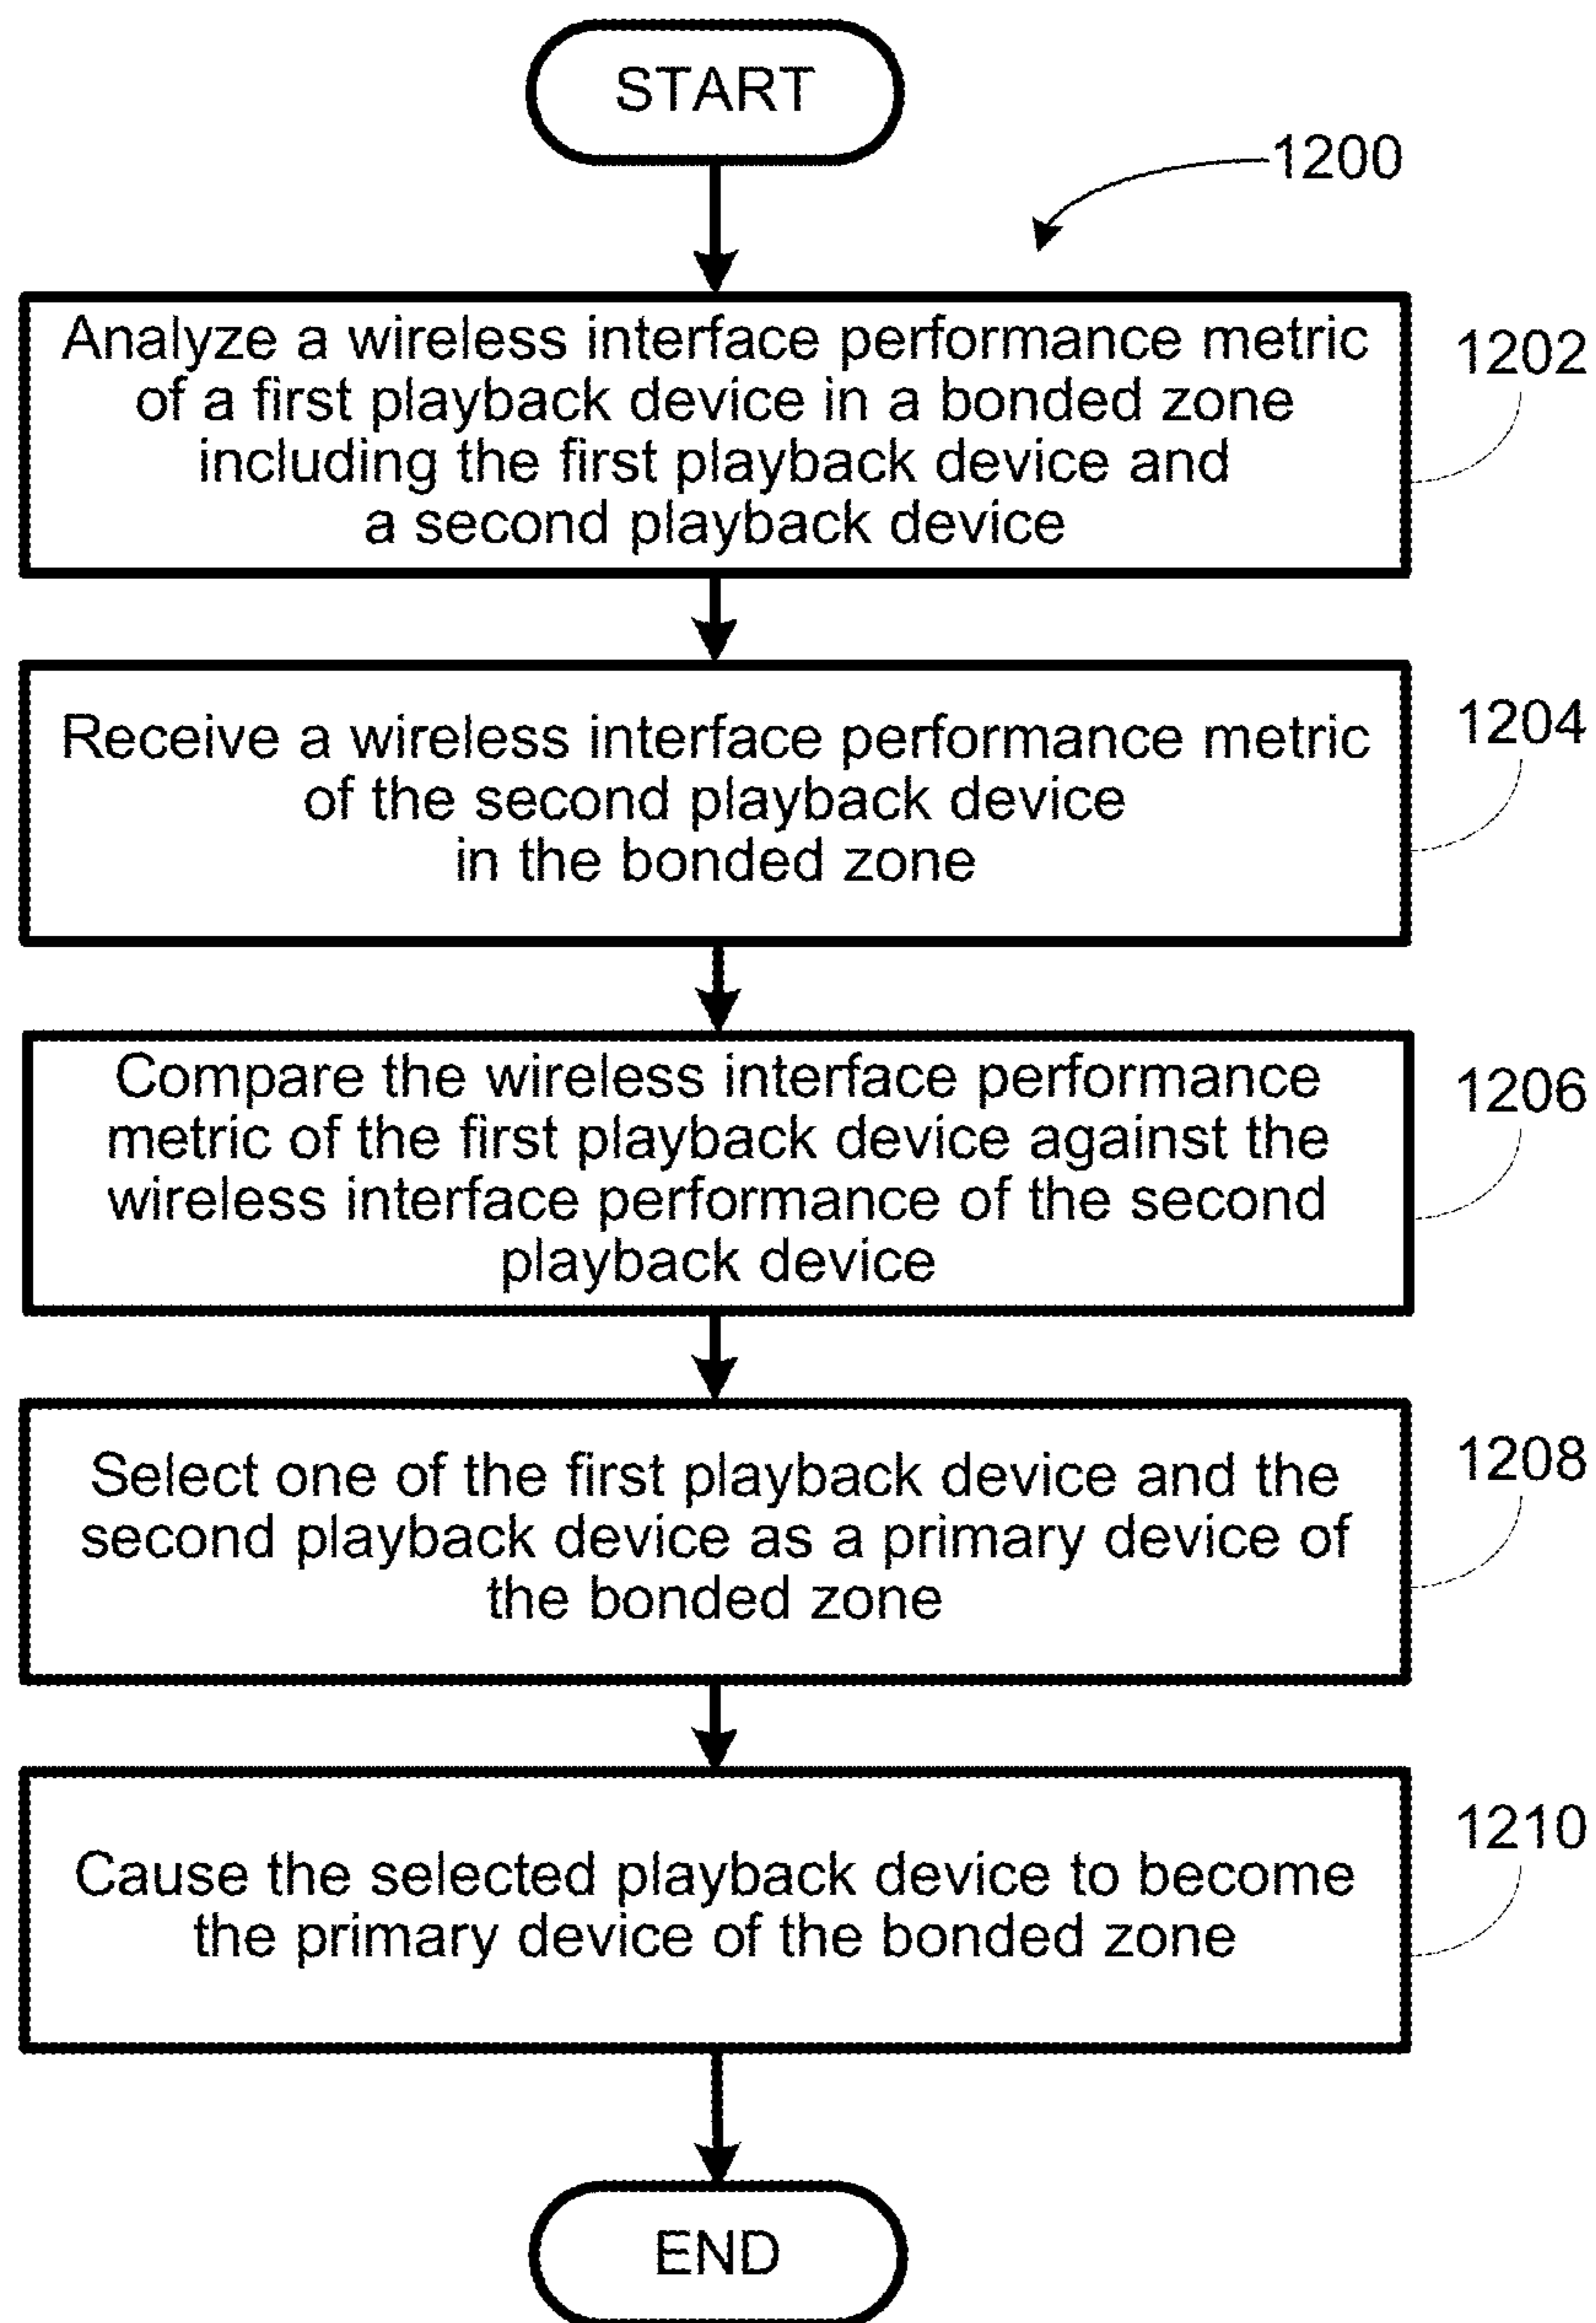 START
1200
Analyze a wireless interface performance metric
of a first playback device in a bonded zone
including the first playback device and
a second playback device
1202
Receive a wireless interface performance metric
of the second playback device
in the bonded zone
1204
Compare the wireless interface performance
metric of the first playback device against the
wireless interface performance of the second
playback device
1206
Select one of the first playback device and the
second playback device as a primary device of
the bonded zone
1208
Cause the selected playback device to become
the primary device of the bonded zone
1210
END